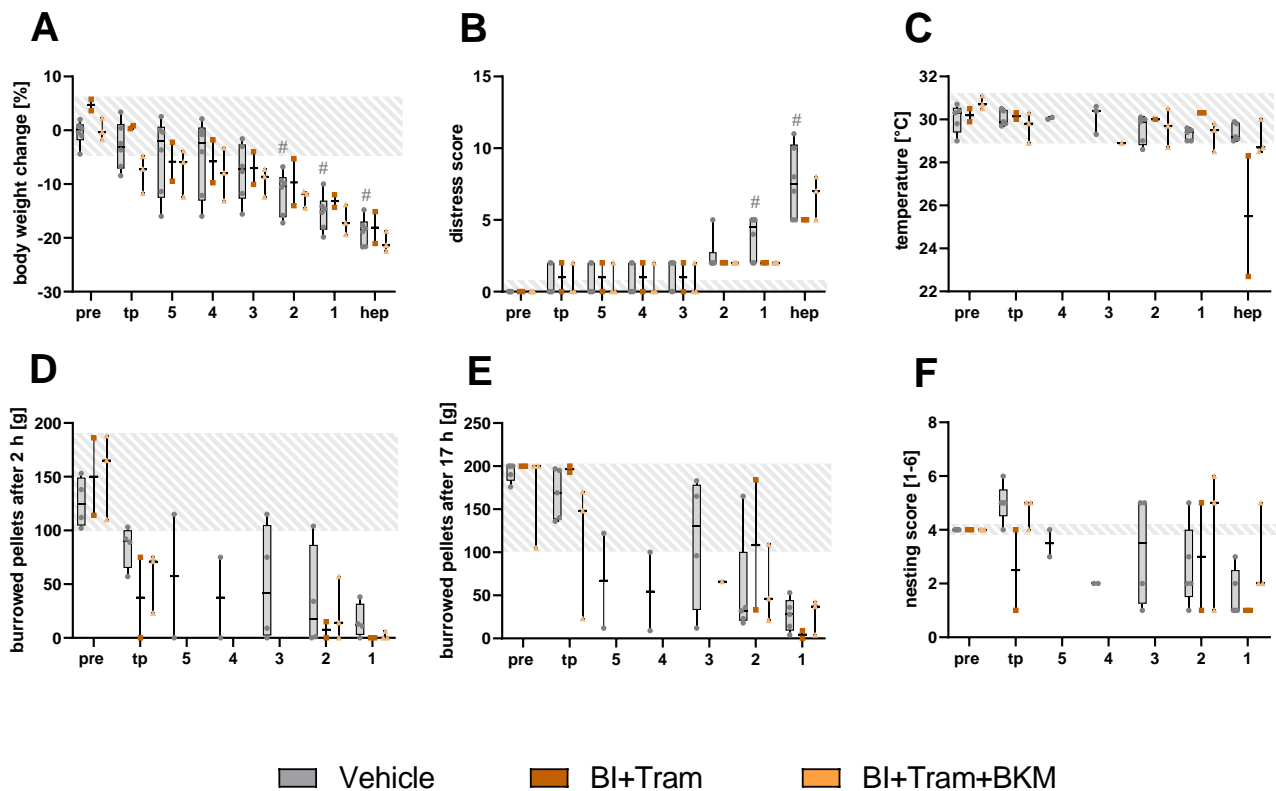 A
body weight change [%]
10
0
-10
-20
-30
pre tp 5 4 3 2 1 hep
# # #
B
distress score
15
10
5
0
pre tp 5 4 3 2 1 hep
# #
C
temperature [°C]
32
30
28
26
24
22
pre tp 4 3 2 1 hep
D
burrowed pellets after 2 h [g]
200
150
100
50
0
pre tp 5 4 3 2 1
E
burrowed pellets after 17 h [g]
250
200
150
100
50
0
pre tp 5 4 3 2 1
F
nesting score [1-6]
8
6
4
2
0
pre tp 5 4 3 2 1
Vehicle BI+Tram BI+Tram+BKM